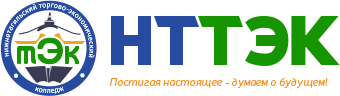 НИЖНЕТАГИЛЬСКИЙ ТОРГОВО-ЭКОНОМИЧЕСКИЙ
тЭк
колледж
НТТЭК
Постигая настоящее - думаем о будущем!